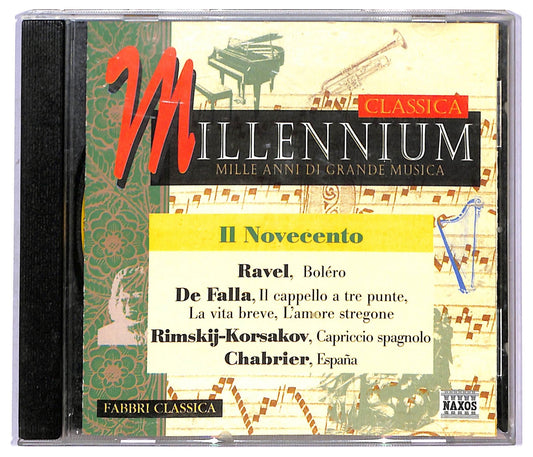 CLASSICA
MILLENNIUM
MILLE ANNI DI GRANDE MUSICA
Il Novecento
Ravel, Boléro
De Falla, Il cappello a tre punte,
La vita breve, L'amore stregone
Rimskij-Korsakov, Capriccio spagnolo
Chabrier, España
FABBRI CLASSICA
NAXOS